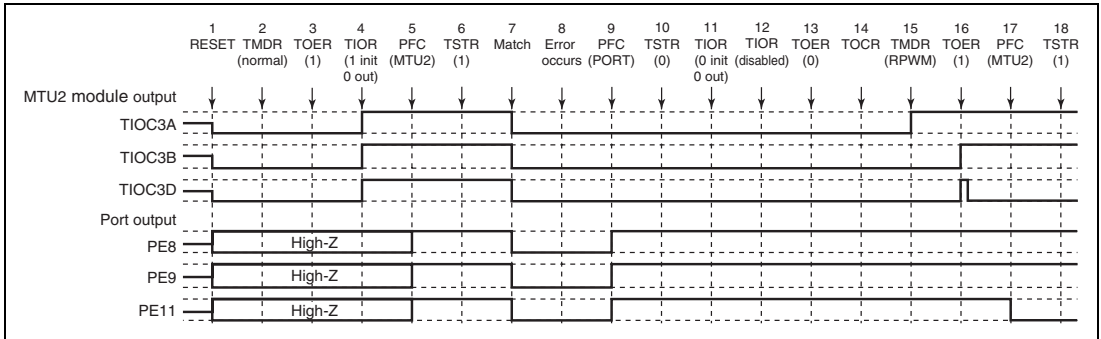 1 2 3 4 5 6 7 8 9 10 11 12 13 14 15 16 17 18
RESET TMDR TOER TIOR PFC TSTR Match Error PFC TSTR TIOR TIOR TOER TOCR TMDR TOER PFC TSTR
(normal) (1) (1 init (MTU2) (1) occurs (PORT) (0) (0 init (disabled) (0) (RPWM) (1) (MTU2) (1)
0 out) 0 out)
MTU2 module output
TIOC3A
TIOC3B
TIOC3D
Port output
PE8 High-Z
PE9 High-Z
PE11 High-Z